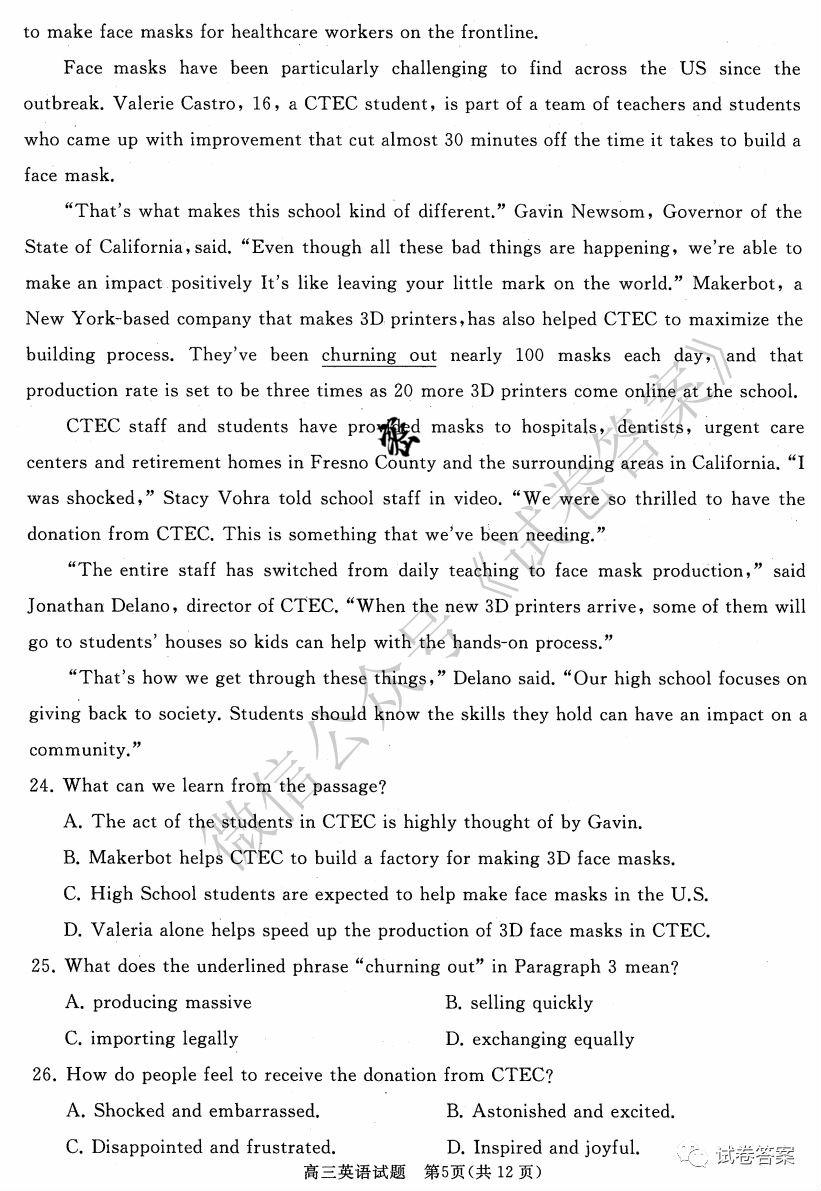 to make face masks for healthcare workers on the frontline.
Face masks have been particularly challenging to find across the US since the
outbreak. Valerie Castro, 16, a CTEC student, is part of a team of teachers and students
who came up with improvement that cut almost 30 minutes off the time it takes to build a
face mask.
“That’s what makes this school kind of different.” Gavin Newsom, Governor of the
State of California, said. “Even though all these bad things are happening, we’re able to
make an impact positively It’s like leaving your little mark on the world.” Makerbot, a
New York-based company that makes 3D printers, has also helped CTEC to maximize the
building process. They’ve been churning out nearly 100 masks each day, and that
production rate is set to be three times as 20 more 3D printers come online at the school.
CTEC staff and students have provided masks to hospitals, dentists, urgent care
centers and retirement homes in Fresno County and the surrounding areas in California. “I
was shocked,” Stacy Vohra told school staff in video. “We were so thrilled to have the
donation from CTEC. This is something that we’ve been needing.”
“The entire staff has switched from daily teaching to face mask production,” said
Jonathan Delano, director of CTEC. “When the new 3D printers arrive, some of them will
go to students’ houses so kids can help with the hands-on process.”
“That’s how we get through these things,” Delano said. “Our high school focuses on
giving back to society. Students should know the skills they hold can have an impact on a
community.”
24. What can we learn from the passage?
A. The act of the students in CTEC is highly thought of by Gavin.
B. Makerbot helps CTEC to build a factory for making 3D face masks.
C. High School students are expected to help make face masks in the U.S.
D. Valeria alone helps speed up the production of 3D face masks in CTEC.
25. What does the underlined phrase “churning out” in Paragraph 3 mean?
A. producing massive B. selling quickly
C. importing legally D. exchanging equally
26. How do people feel to receive the donation from CTEC?
A. Shocked and embarrassed. B. Astonished and excited.
C. Disappointed and frustrated. D. Inspired and joyful.
高三英语试题 第5页(共12页)
微信公众号《试卷答案》
试卷答案